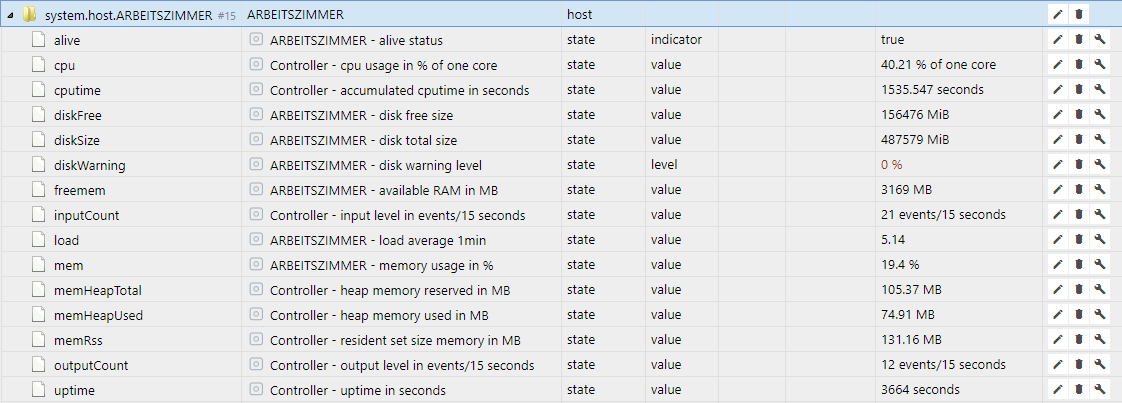 system.host.ARBEITSZIMMER #15 ARBEITSZIMMER host
alive ARBEITSZIMMER - alive status state indicator true
cpu Controller - cpu usage in % of one core state value 40.21 % of one core
cputime Controller - accumulated cputime in seconds state value 1535.547 seconds
diskFree ARBEITSZIMMER - disk free size state value 156476 MiB
diskSize ARBEITSZIMMER - disk total size state value 487579 MiB
diskWarning ARBEITSZIMMER - disk warning level state level 0 %
freemem ARBEITSZIMMER - available RAM in MB state value 3169 MB
inputCount Controller - input level in events/15 seconds state value 21 events/15 seconds
load ARBEITSZIMMER - load average 1min state value 5.14
mem ARBEITSZIMMER - memory usage in % state value 19.4 %
memHeapTotal Controller - heap memory reserved in MB state value 105.37 MB
memHeapUsed Controller - heap memory used in MB state value 74.91 MB
memRss Controller - resident set size memory in MB state value 131.16 MB
outputCount Controller - output level in events/15 seconds state value 12 events/15 seconds
uptime Controller - uptime in seconds state value 3664 seconds